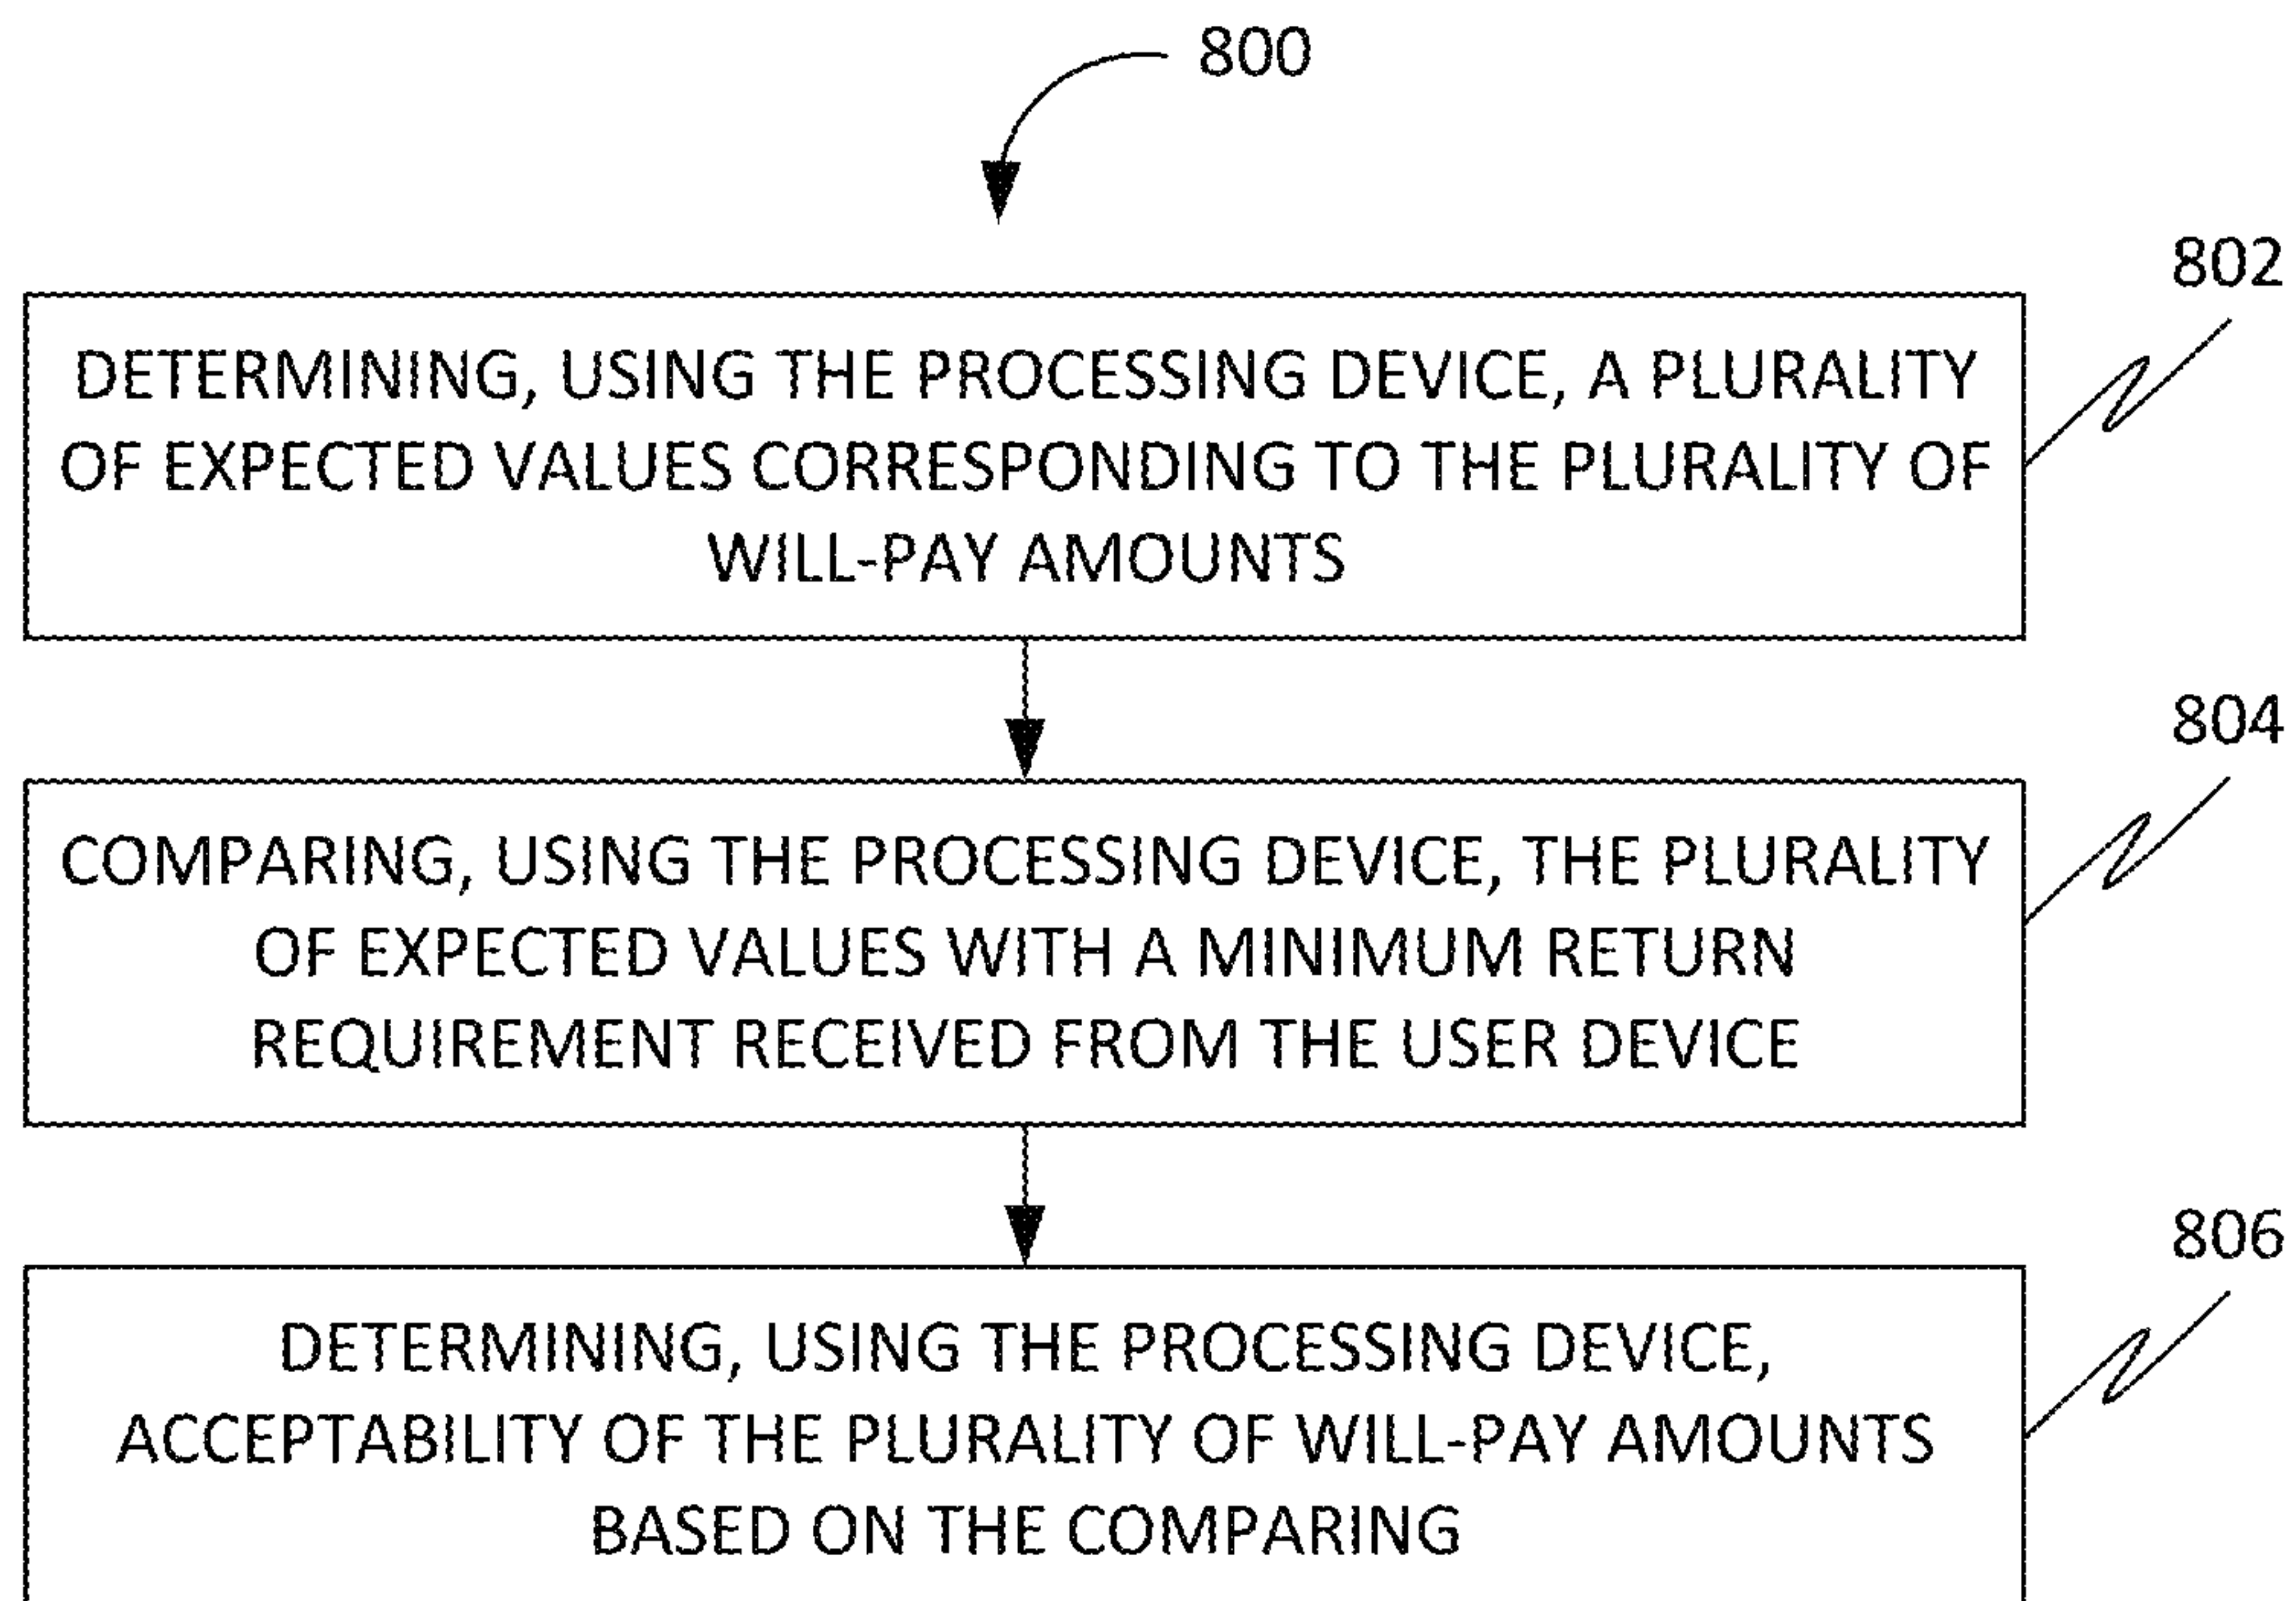 800
802
DETERMINING, USING THE PROCESSING DEVICE, A PLURALITY
OF EXPECTED VALUES CORRESPONDING TO THE PLURALITY OF
WILL-PAY AMOUNTS
804
COMPARING, USING THE PROCESSING DEVICE, THE PLURALITY
OF EXPECTED VALUES WITH A MINIMUM RETURN
REQUIREMENT RECEIVED FROM THE USER DEVICE
806
DETERMINING, USING THE PROCESSING DEVICE,
ACCEPTABILITY OF THE PLURALITY OF WILL-PAY AMOUNTS
BASED ON THE COMPARING